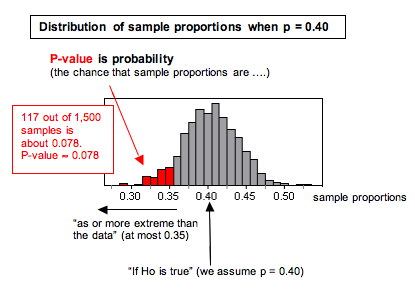 Distribution of sample proportions when p = 0.40
P-value is probability
(the chance that sample proportions are ....)
117 out of 1,500
samples is
about 0.078.
P-value ≈ 0.078
0.30 0.35 0.40 0.45 0.50 sample proportions
"as or more extreme than
the data" (at most 0.35)
"If Ho is true" (we assume p = 0.40)